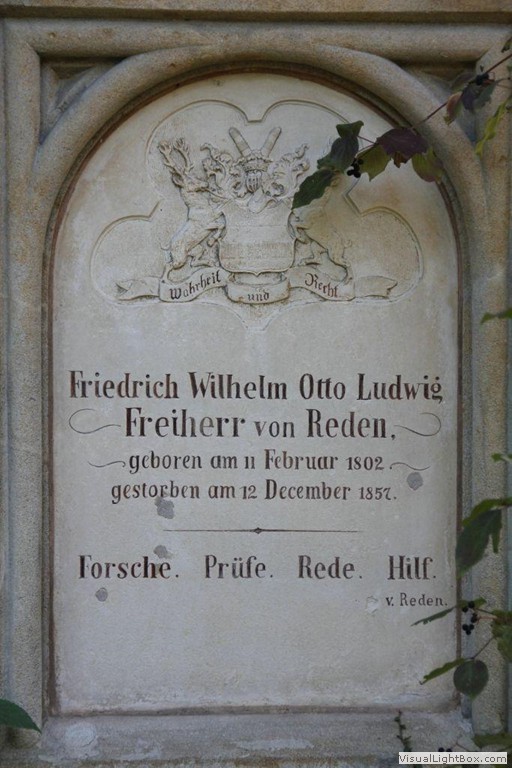 Wahrheit und Recht
Friedrich Wilhelm Otto Ludwig
Freiherr von Reden,
geboren am 11 Februar 1802
gestorben am 12 December 1857.
Forsche. Prüfe. Rede. Hilf.
v. Reden.
VisualLightBox.com